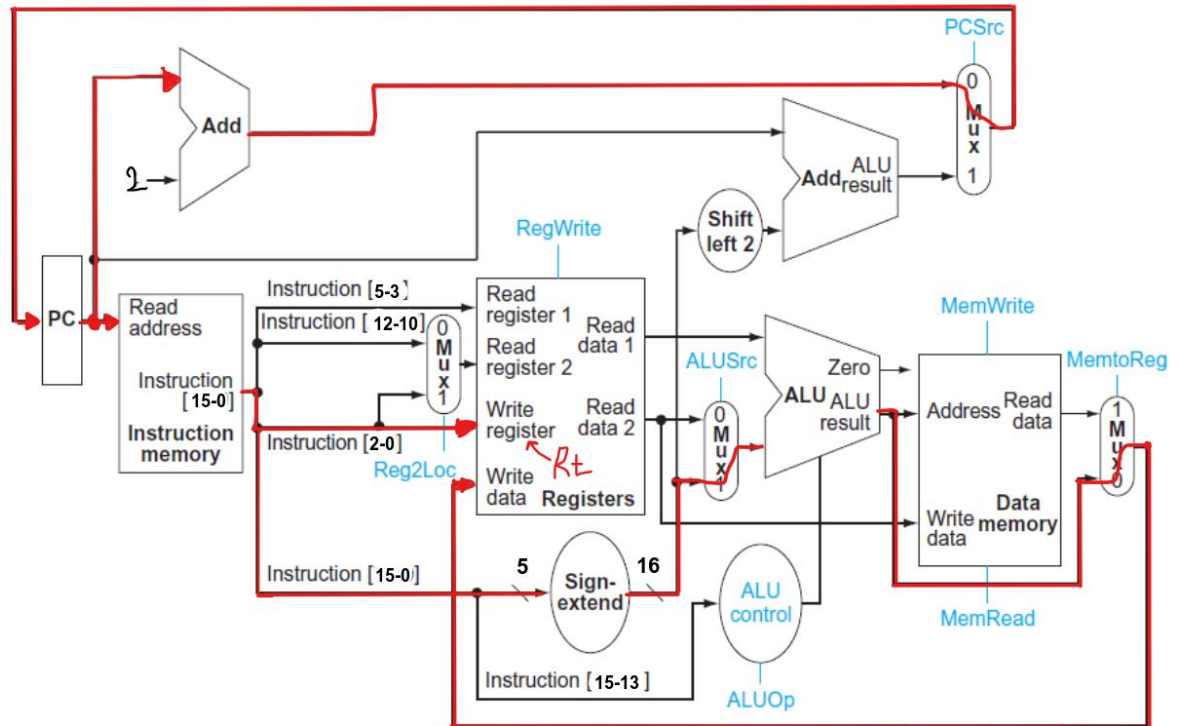 PCSrc
0
M
u
x
1
Add
2
ALU
Add result
Shift
left 2
RegWrite
PC
Read
address
Instruction
[15-0]
Instruction
memory
Instruction [5-3]
Instruction [12-10]
Instruction [2-0]
0
M
u
x
1
Reg2Loc
Read
register 1
Read
data 1
Read
register 2
Write
register
Rt
Read
data 2
Write
data
Registers
ALUSrc
0
M
u
x
1
Zero
ALU ALU
result
MemWrite
Address
Read
data
Write
data
Data
memory
MemRead
MemtoReg
1
M
u
x
0
Instruction [15-0]
5
Sign-
extend
16
ALU
control
ALUOp
Instruction [15-13]